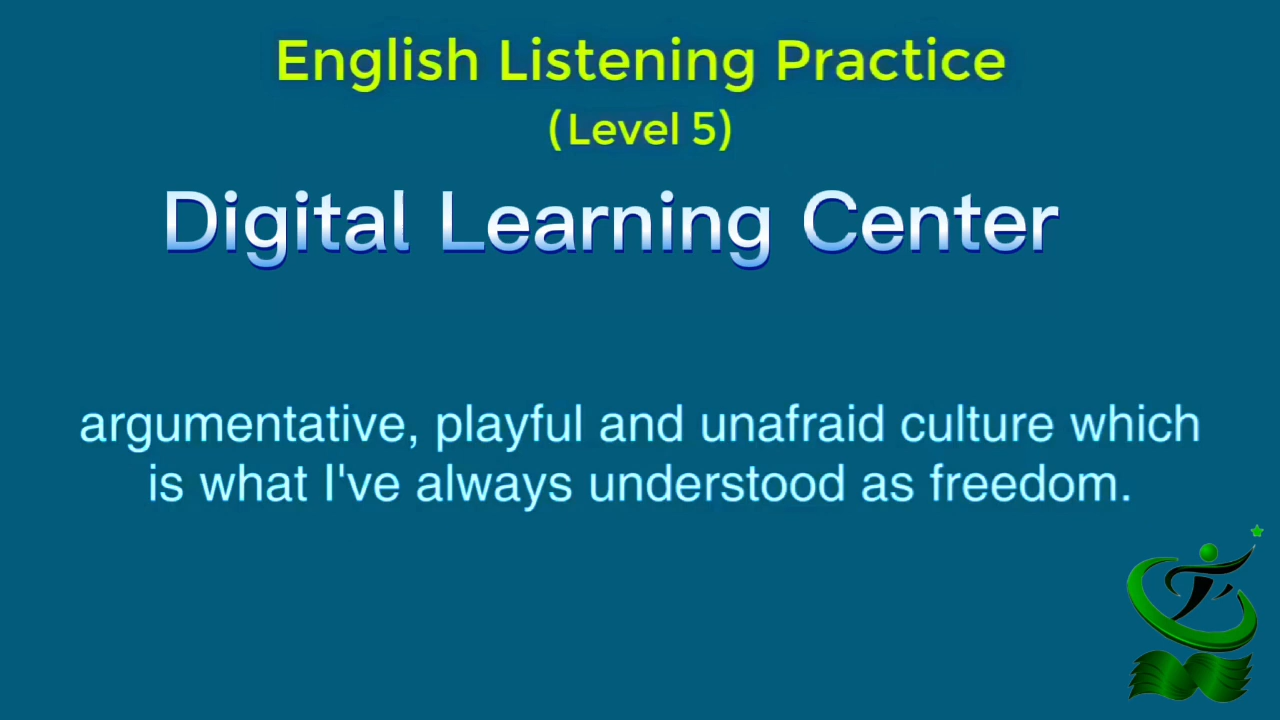 English Listening Practice
(Level 5)
Digital Learning Center
argumentative, playful and unafraid culture which
is what I've always understood as freedom.